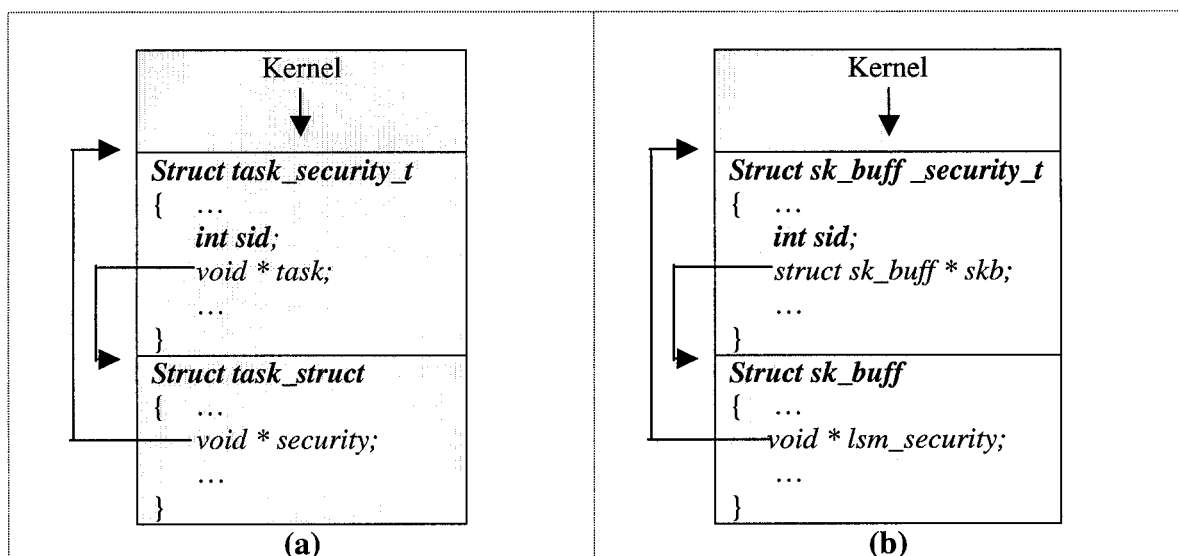 Kernel
Struct task_security_t
{ …
int sid;
void * task;
…
}
Struct task_struct
{ …
void * security;
…
}
(a)
Kernel
Struct sk_buff _security_t
{ …
int sid;
struct sk_buff * skb;
…
}
Struct sk_buff
{ …
void * lsm_security;
…
}
(b)